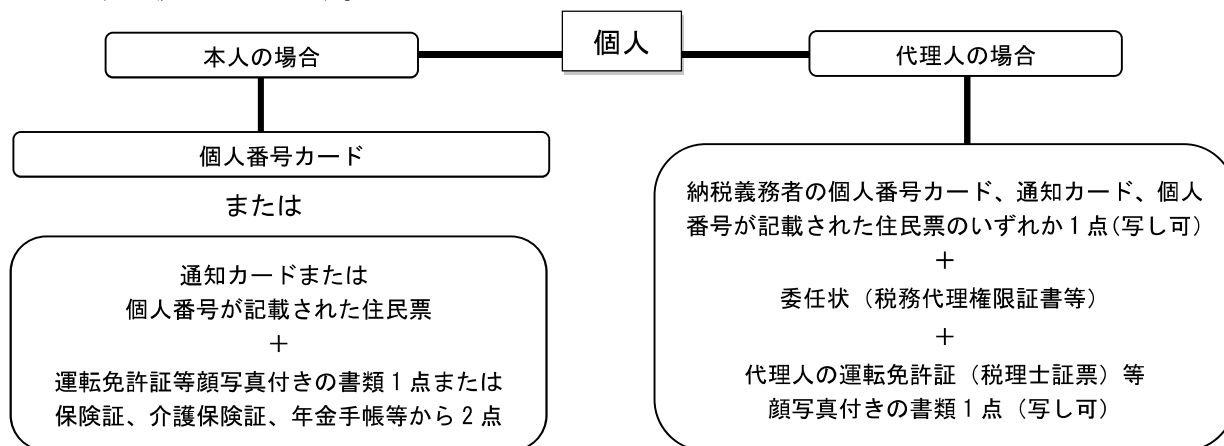 個人
本人の場合
個人番号カード
または
通知カードまたは
個人番号が記載された住民票
＋
運転免許証等顔写真付きの書類１点または
保険証、介護保険証、年金手帳等から２点
代理人の場合
納税義務者の個人番号カード、通知カード、個人
番号が記載された住民票のいずれか１点（写し可）
＋
委任状（税務代理権限証書等）
＋
代理人の運転免許証（税理士証票）等
顔写真付きの書類１点（写し可）